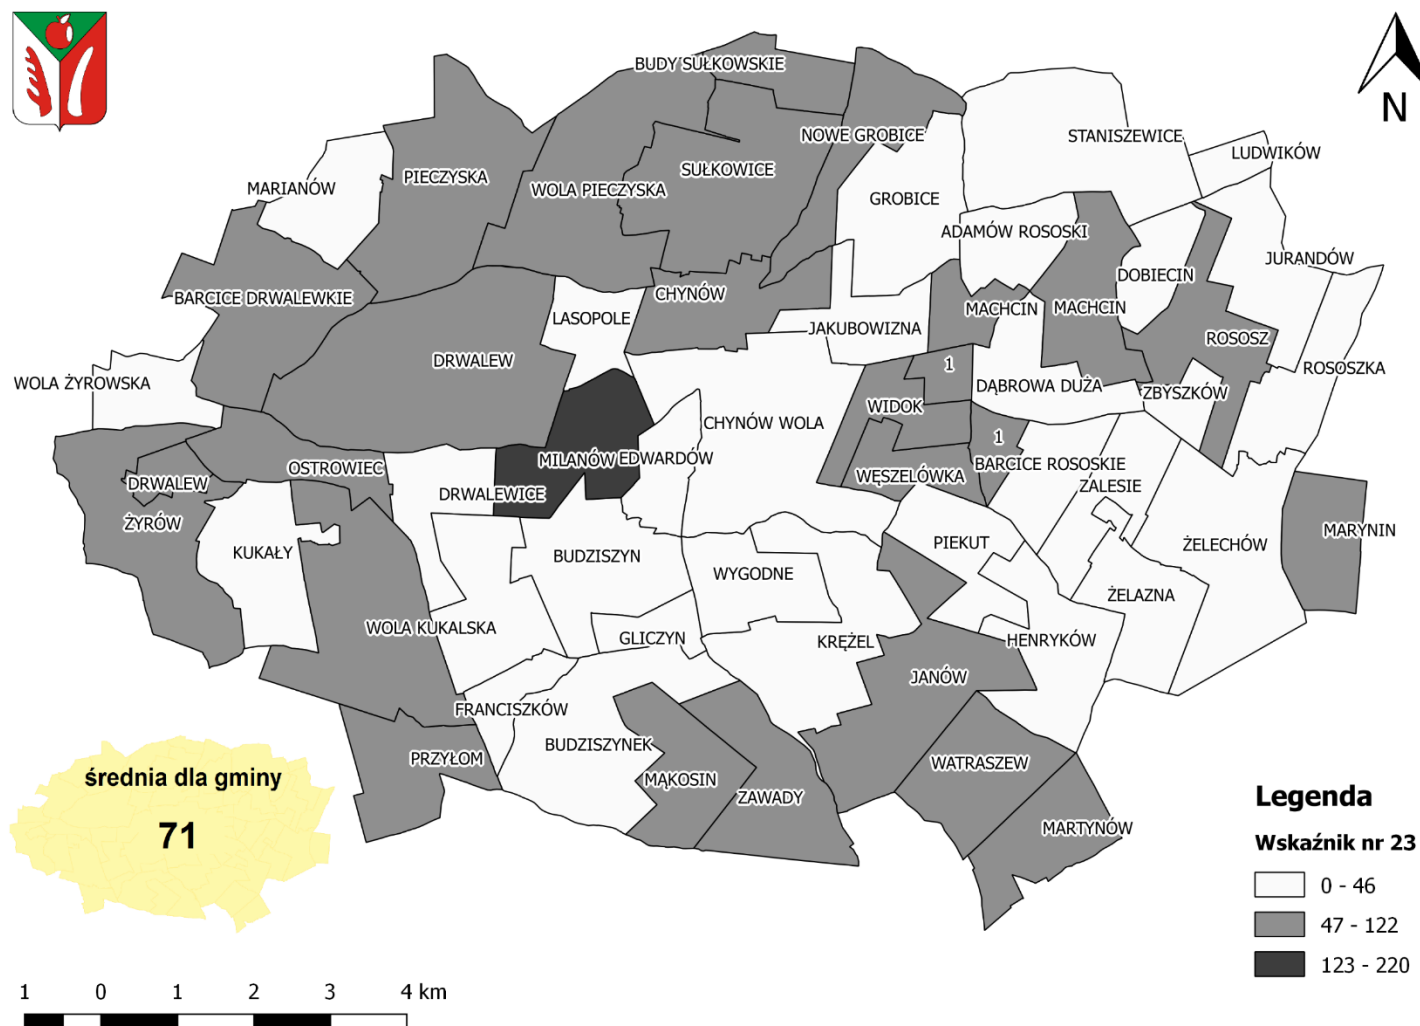 BUDY SUŁKOWSKIE
N
NOWE GROBICE
STANISZEWICE
LUDWIKÓW
MARIANÓW
PIECZYSKA
WOLA PIECZYSKA
SUŁKOWICE
GROBICE
ADAMÓW ROSOSKI
JURANDÓW
DOBIECIN
BARCICE DRWALEWKIE
CHYNÓW
MACHCIN
MACHCIN
LASOPOLE
JAKUBOWIZNA
ROSOSZ
DRWALEW
1
ROSOSZKA
WOLA ŻYROWSKA
DĄBROWA DUŻA
ZBYSZKÓW
WIDOK
CHYNÓW WOLA
1
OSTROWIEC
MILANÓW
EDWARDÓW
BARCICE ROSOSKIE
DRWALEW
WĘSZELÓWKA
ZALESIE
DRWALEWICE
ŻYRÓW
MARYNIN
KUKAŁY
BUDZISZYN
PIEKUT
ŻELECHÓW
WYGODNE
ŻELAZNA
WOLA KUKALSKA
GLICZYN
KRĘŻEL
HENRYKÓW
JANÓW
FRANCISZKÓW
BUDZISZYNEK
PRZYŁOM
MĄKOSIN
WATRASZEW
ZAWADY
MARTYNÓW
średnia dla gminy
71
Legenda
Wskaźnik nr 23
0 - 46
47 - 122
123 - 220
1 0 1 2 3 4 km